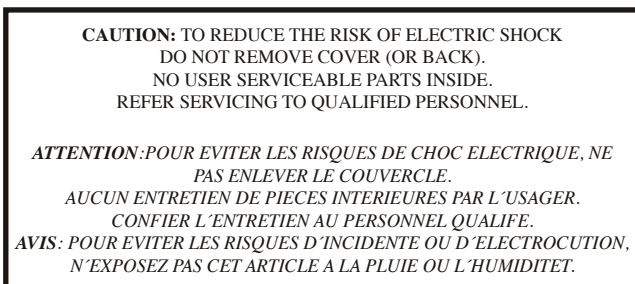 CAUTION: TO REDUCE THE RISK OF ELECTRIC SHOCK
DO NOT REMOVE COVER (OR BACK).
NO USER SERVICEABLE PARTS INSIDE.
REFER SERVICING TO QUALIFIED PERSONNEL.
ATTENTION:POUR EVITER LES RISQUES DE CHOC ELECTRIQUE, NE
PAS ENLEVER LE COUVERCLE.
AUCUN ENTRETIEN DE PIECES INTERIEURES PAR L´USAGER.
CONFIER L´ENTRETIEN AU PERSONNEL QUALIFE.
AVIS: POUR EVITER LES RISQUES D´INCIDENTE OU D´ELECTROCUTION,
N´EXPOSEZ PAS CET ARTICLE A LA PLUIE OU L´HUMIDITET.